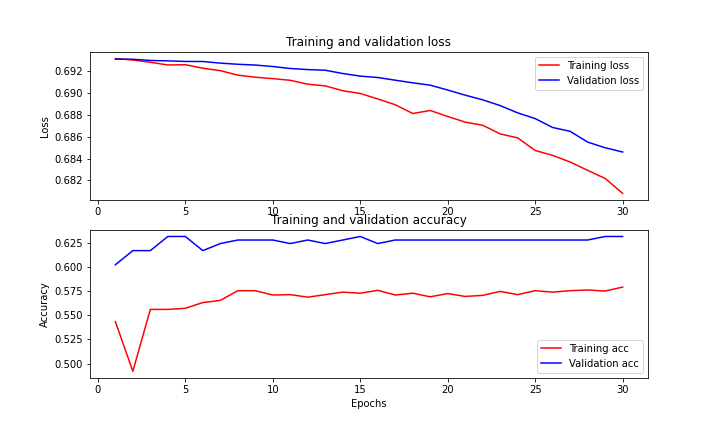 Training and validation loss
Loss
0.692
0.690
0.688
0.686
0.684
0.682
Training loss
Validation loss
0 5 10 15 20 25 30
Training and validation accuracy
Accuracy
0.625
0.600
0.575
0.550
0.525
0.500
Training acc
Validation acc
0 5 10 15 20 25 30
Epochs